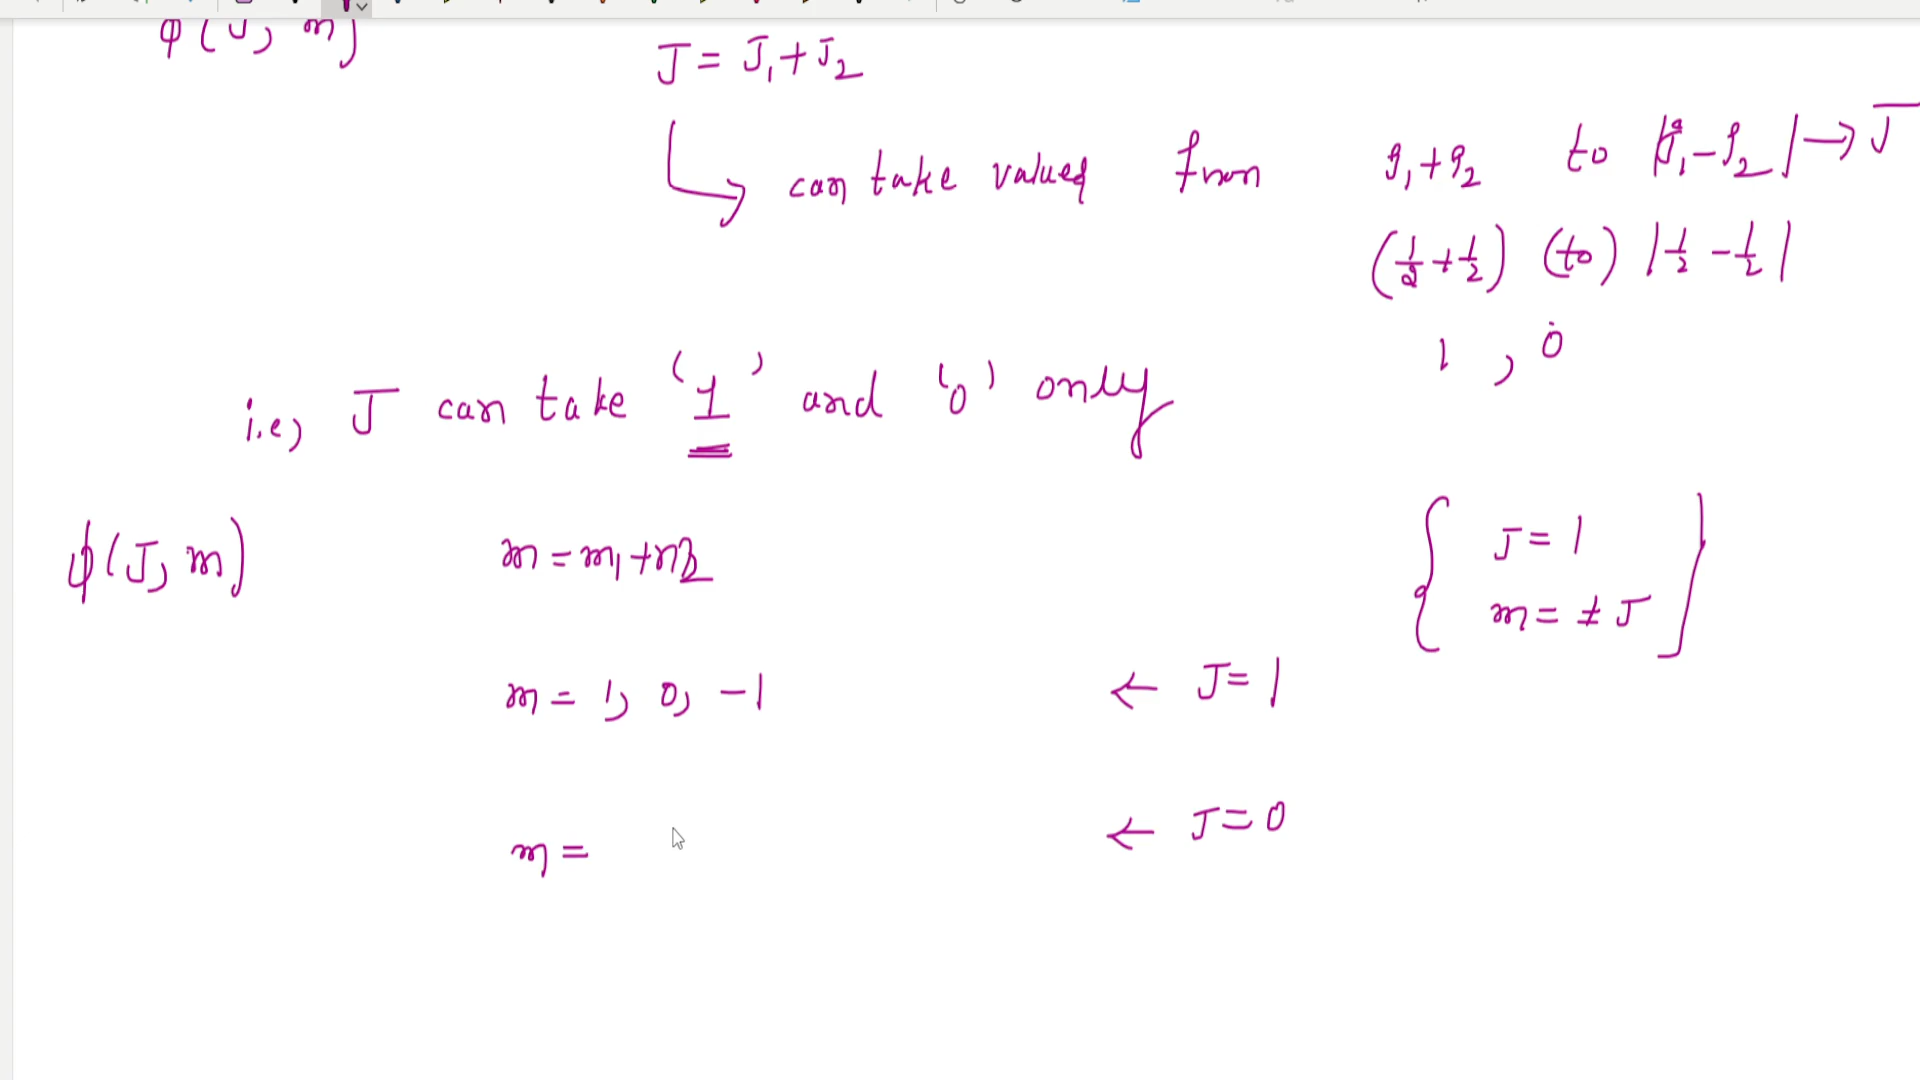 φ(J, m)
J = J₁ + J₂
can take values from j₁ + j₂ to |j₁ - j₂| → J
(1/2 + 1/2) (to) |1/2 - 1/2|
1 , 0
i.e, J can take '1' and '0' only
ϕ(J, m) m = m₁ + m₂ { J = 1
m = ± J }
m = 1, 0, -1 ← J = 1
m = ← J = 0